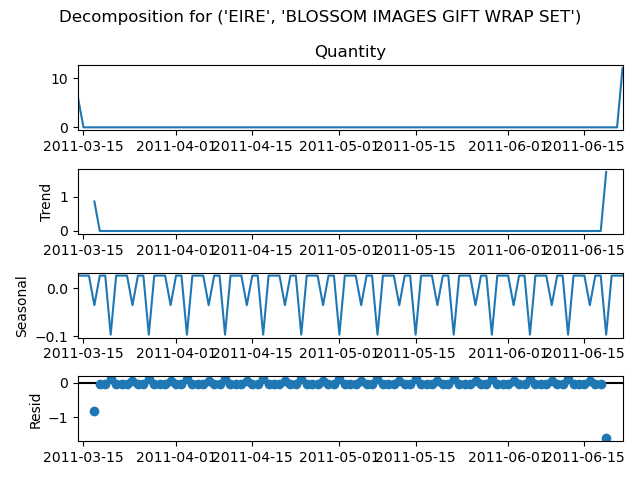 Decomposition for ('EIRE', 'BLOSSOM IMAGES GIFT WRAP SET')
Quantity
10
0
2011-03-15 2011-04-01 2011-04-15 2011-05-01 2011-05-15 2011-06-01 2011-06-15
Trend
1
0
2011-03-15 2011-04-01 2011-04-15 2011-05-01 2011-05-15 2011-06-01 2011-06-15
Seasonal
0.0
−0.1
2011-03-15 2011-04-01 2011-04-15 2011-05-01 2011-05-15 2011-06-01 2011-06-15
Resid
0
−1
2011-03-15 2011-04-01 2011-04-15 2011-05-01 2011-05-15 2011-06-01 2011-06-15